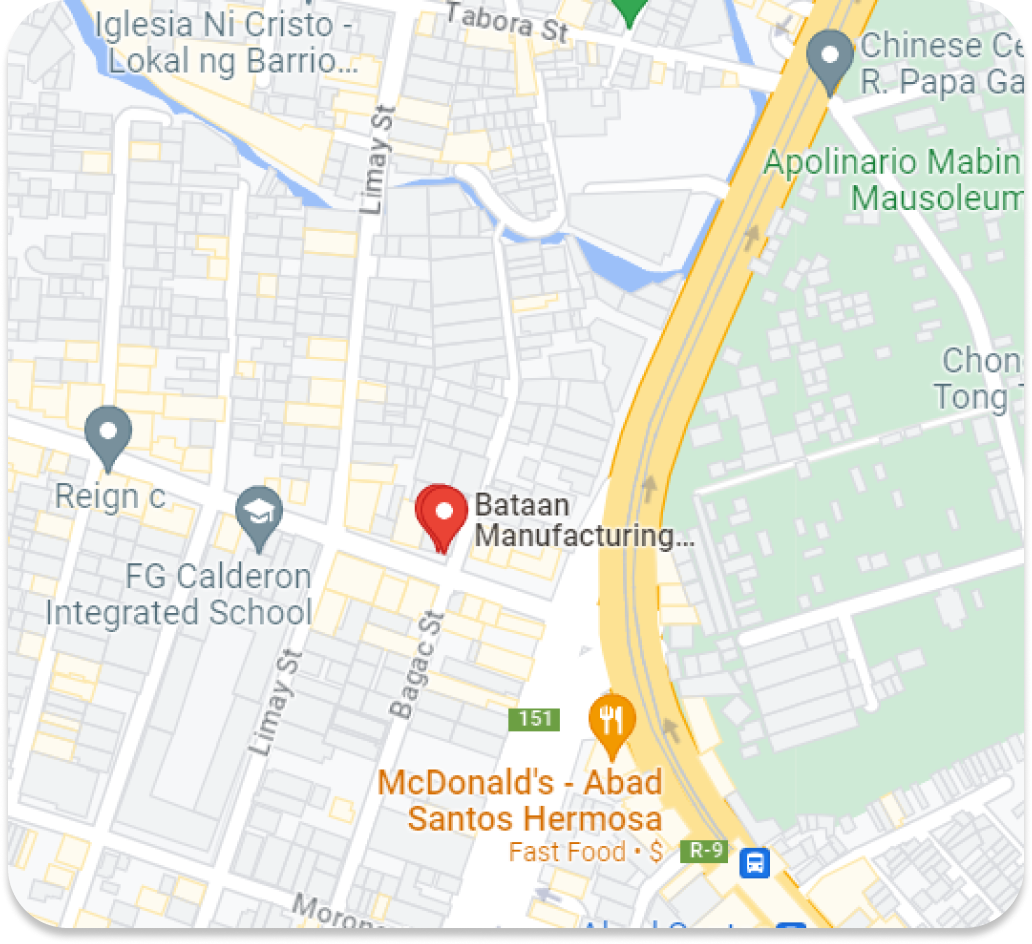 Iglesia Ni Cristo -
Lokal ng Barrio...
Tabora St
Chinese Ce
R. Papa Ga
Limay St
Apolinario Mabin
Mausoleum
Chon
Tong
Reign c
Bataan
Manufacturing...
FG Calderon
Integrated School
Bagac St
Limay St
151
McDonald's - Abad
Santos Hermosa
Fast Food • $
R-9
Moron